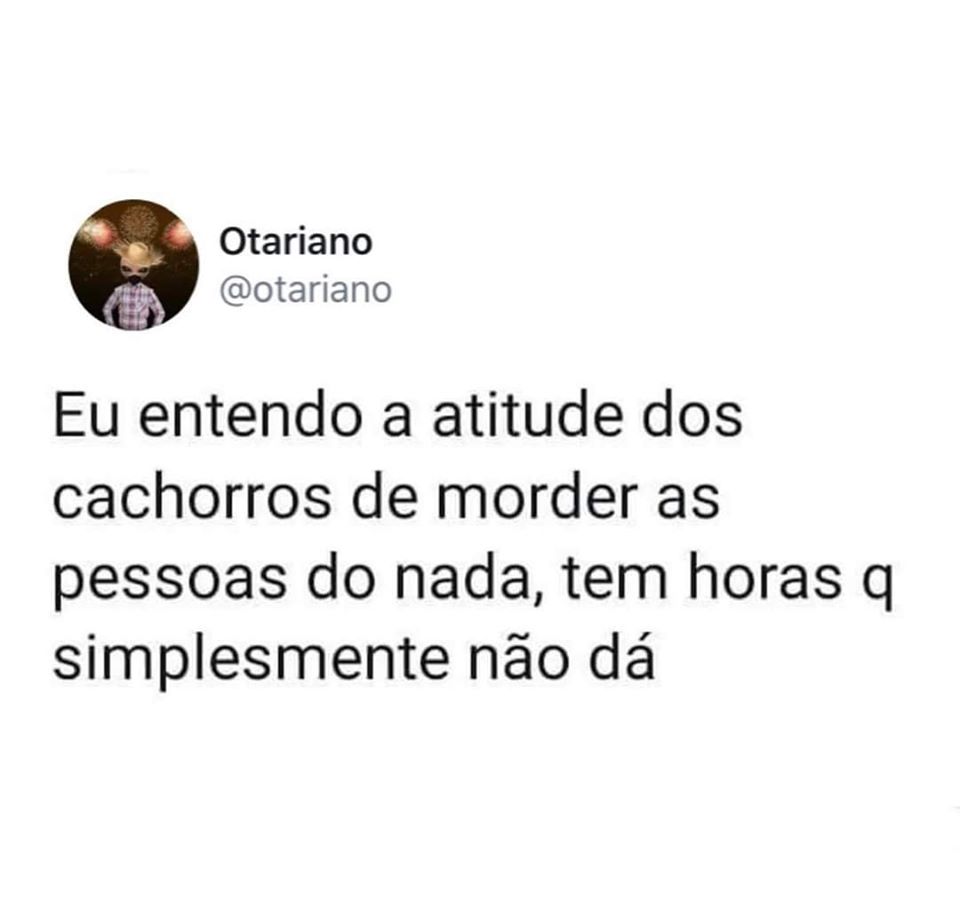 Otariano
@otariano
Eu entendo a atitude dos
cachorros de morder as
pessoas do nada, tem horas q
simplesmente não dá